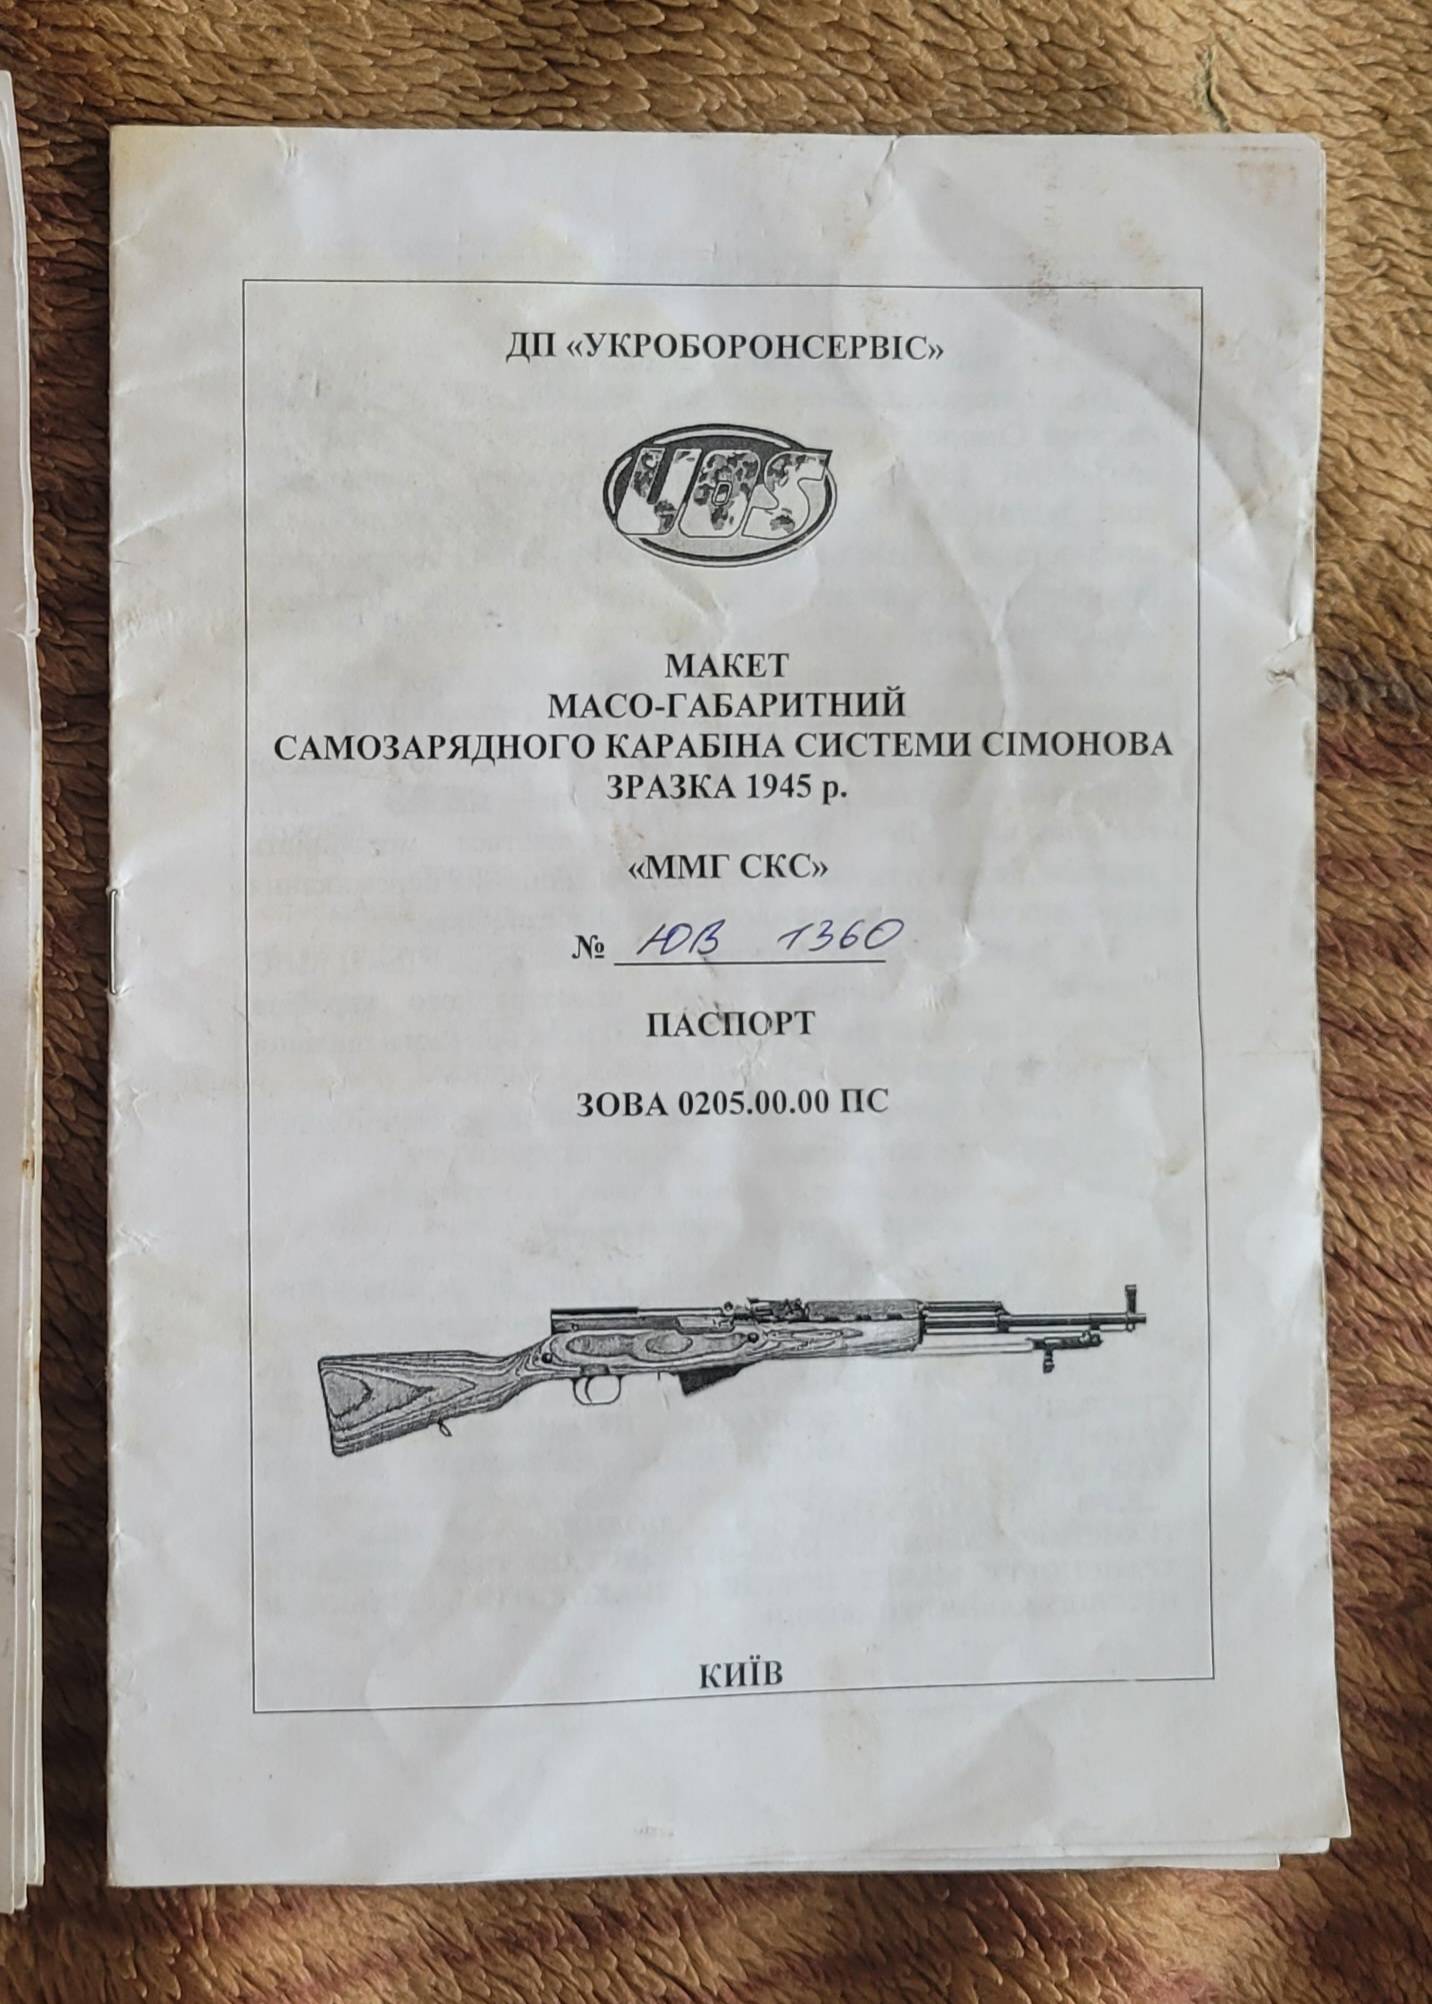 ДП «УКРОБОРОНСЕРВІС»
UOS
МАКЕТ
МАСО-ГАБАРИТНИЙ
САМОЗАРЯДНОГО КАРАБІНА СИСТЕМИ СІМОНОВА
ЗРАЗКА 1945 р.
«ММГ СКС»
№ ЮВ 1360
ПАСПОРТ
ЗОВА 0205.00.00 ПС
КИЇВ